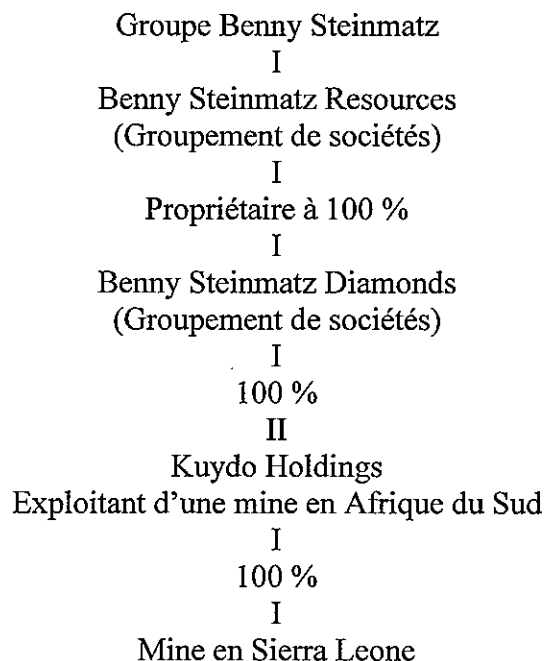 Groupe Benny Steinmatz
I
Benny Steinmatz Resources
(Groupement de sociétés)
I
Propriétaire à 100 %
I
Benny Steinmatz Diamonds
(Groupement de sociétés)
I
100 %
II
Kuydo Holdings
Exploitant d’une mine en Afrique du Sud
I
100 %
I
Mine en Sierra Leone